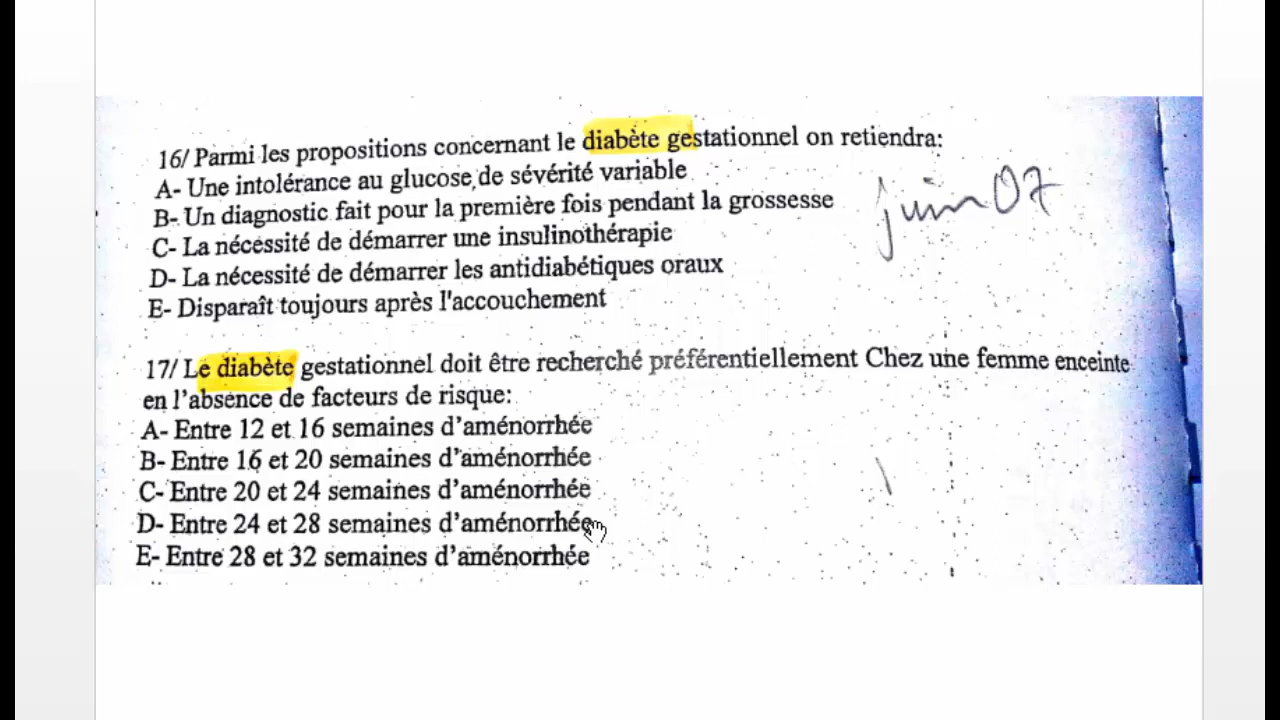 16/ Parmi les propositions concernant le diabète gestationnel on retiendra:
A- Une intolérance au glucose de sévérité variable
B- Un diagnostic fait pour la première fois pendant la grossesse
C- La nécessité de démarrer une insulinothérapie
D- La nécessité de démarrer les antidiabétiques oraux
E- Disparaît toujours après l'accouchement
juin 07
17/ Le diabète gestationnel doit être recherché préférentiellement Chez une femme enceinte
en l'absence de facteurs de risque:
A- Entre 12 et 16 semaines d'aménorrhée
B- Entre 16 et 20 semaines d'aménorrhée
C- Entre 20 et 24 semaines d'aménorrhée
D- Entre 24 et 28 semaines d'aménorrhée
E- Entre 28 et 32 semaines d'aménorrhée